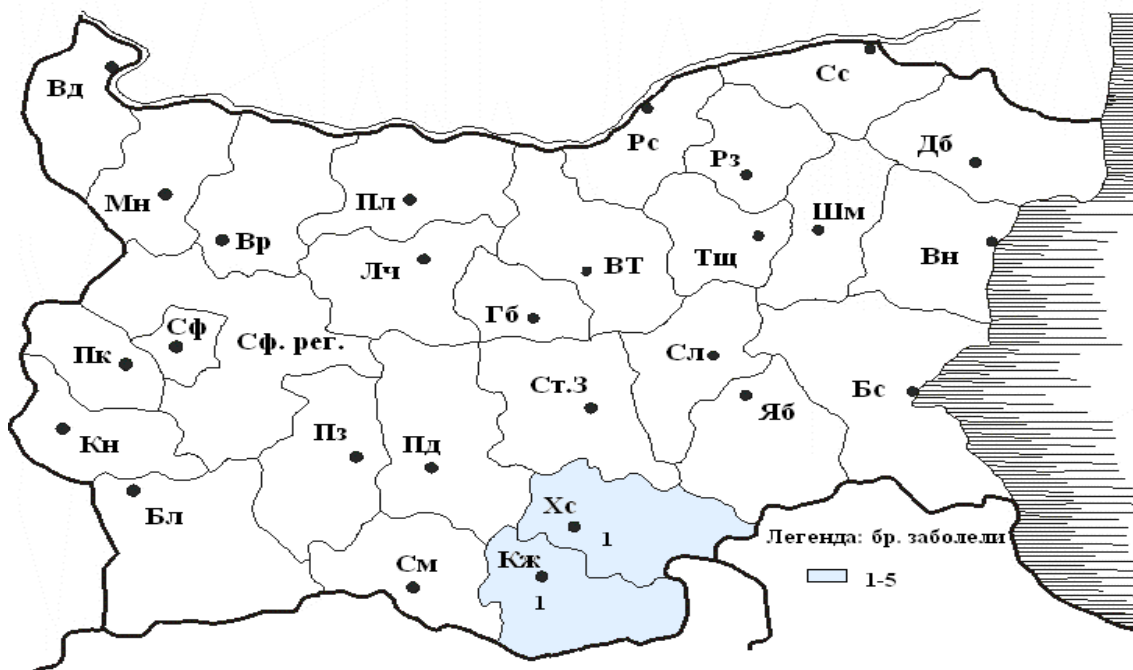 Сс
Вд
Рс
Дб
Рз
Мн
Пл
Шм
Вр
Тщ
Вн
Лч
ВТ
Гб
Сф
Сф. рег.
Пк
Сл
Ст.З
Бс
Яб
Кн
Пз
Пд
Бл
Хс
1
Легенда: бр. заболели
Кж
См
1-5
1